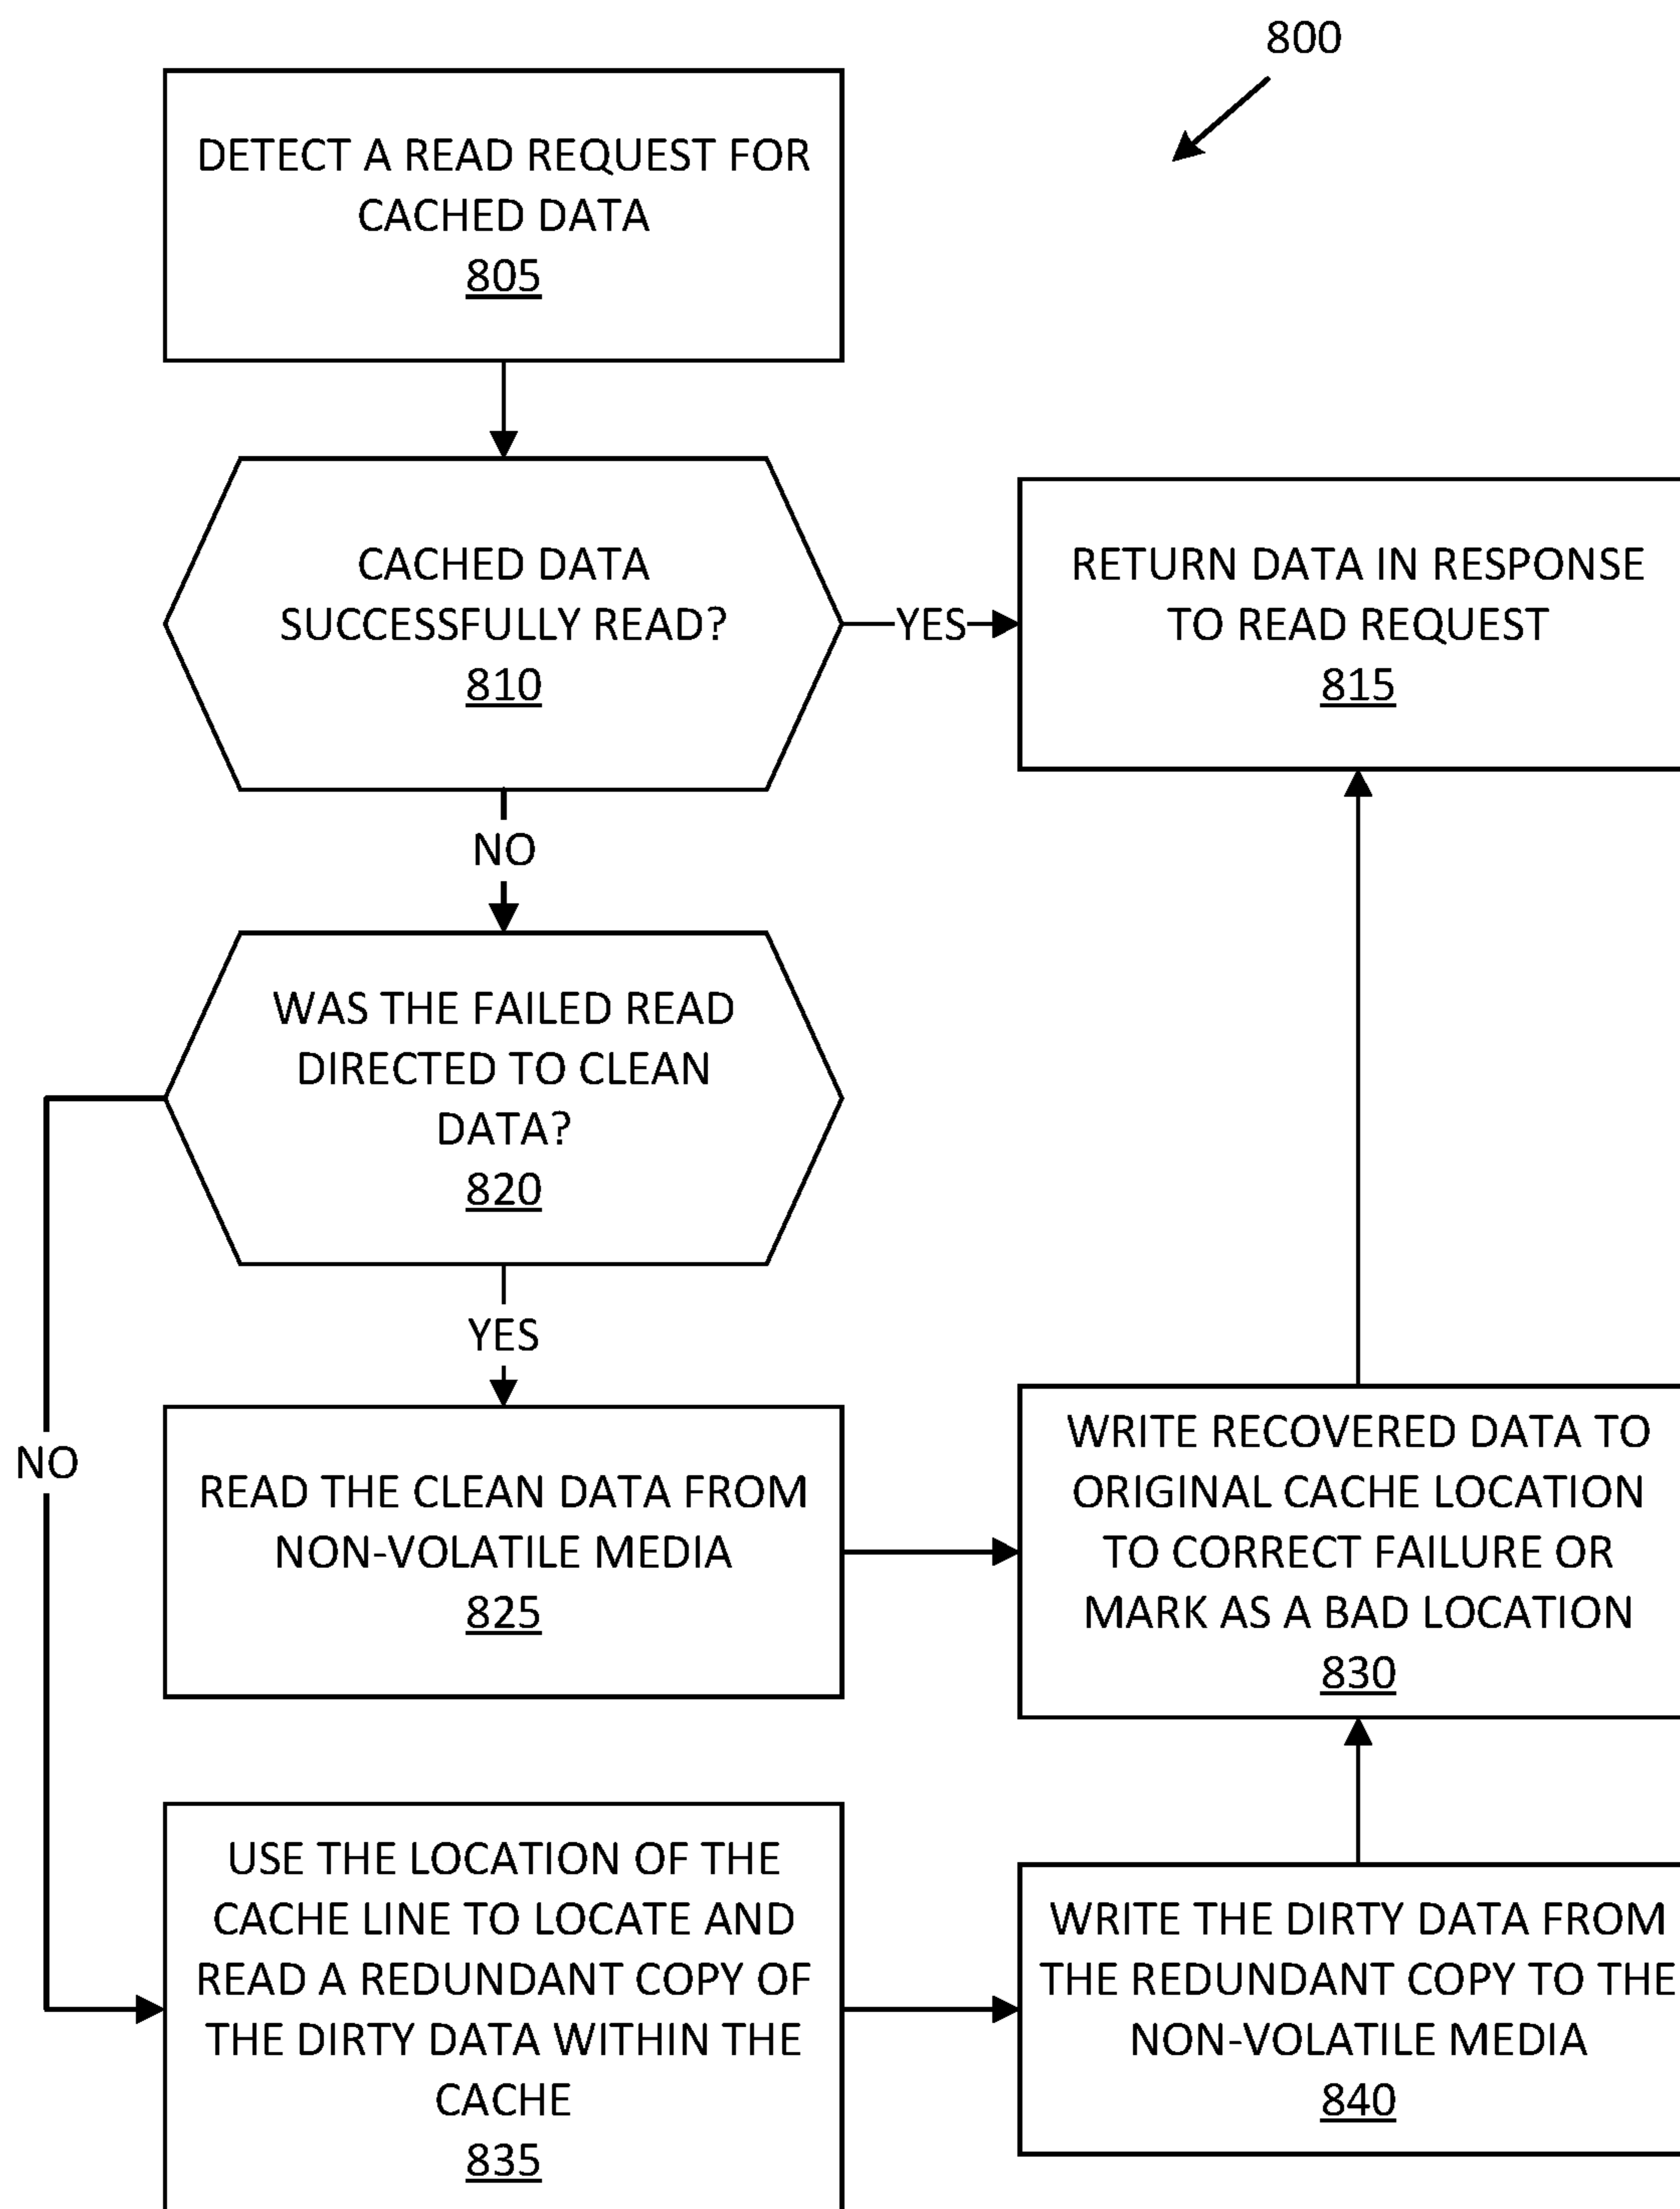 800
DETECT A READ REQUEST FOR
CACHED DATA
805
CACHED DATA
SUCCESSFULLY READ?
810
YES
RETURN DATA IN RESPONSE
TO READ REQUEST
815
NO
WAS THE FAILED READ
DIRECTED TO CLEAN
DATA?
820
YES
NO
READ THE CLEAN DATA FROM
NON-VOLATILE MEDIA
825
WRITE RECOVERED DATA TO
ORIGINAL CACHE LOCATION
TO CORRECT FAILURE OR
MARK AS A BAD LOCATION
830
USE THE LOCATION OF THE
CACHE LINE TO LOCATE AND
READ A REDUNDANT COPY OF
THE DIRTY DATA WITHIN THE
CACHE
835
WRITE THE DIRTY DATA FROM
THE REDUNDANT COPY TO THE
NON-VOLATILE MEDIA
840